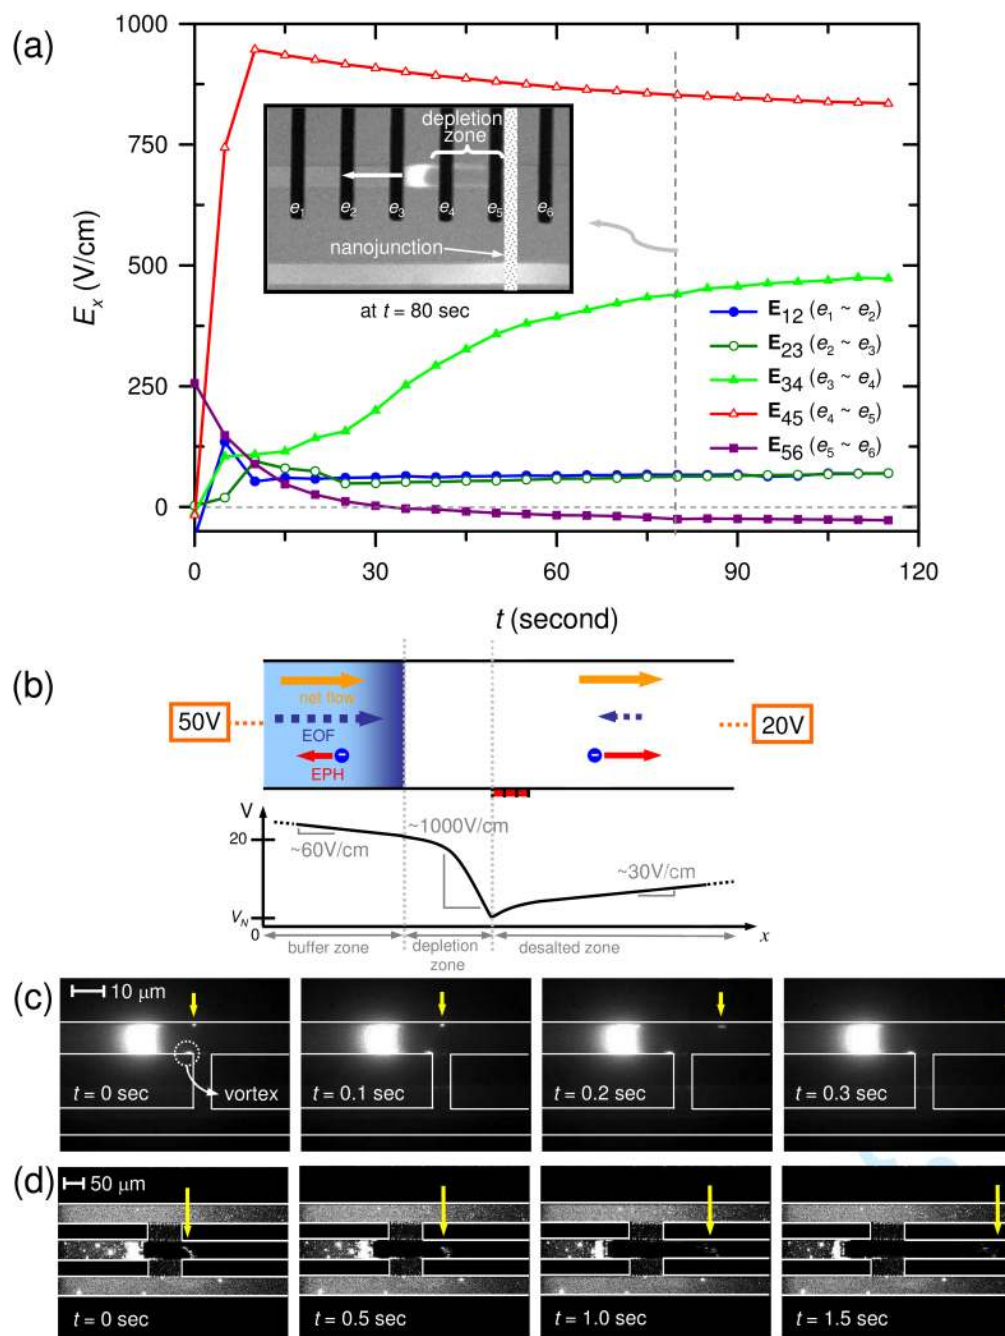 (a)
1000
750
500
250
0
Eₓ (V/cm)
depletion
zone
e₁
e₂
e₃
e₄
e₅
e₆
nanojunction
at t = 80 sec
E₁₂ (e₁ ~ e₂)
E₂₃ (e₂ ~ e₃)
E₃₄ (e₃ ~ e₄)
E₄₅ (e₄ ~ e₅)
E₅₆ (e₅ ~ e₆)
0 30 60 90 120
t (second)
(b)
50V
net flow
EOF
EPH
20V
V
20
V_N
0
~60V/cm
~1000V/cm
~30V/cm
x
buffer zone
depletion
zone
desalted zone
(c)
10 μm
t = 0 sec
vortex
t = 0.1 sec
t = 0.2 sec
t = 0.3 sec
(d)
50 μm
t = 0 sec
t = 0.5 sec
t = 1.0 sec
t = 1.5 sec